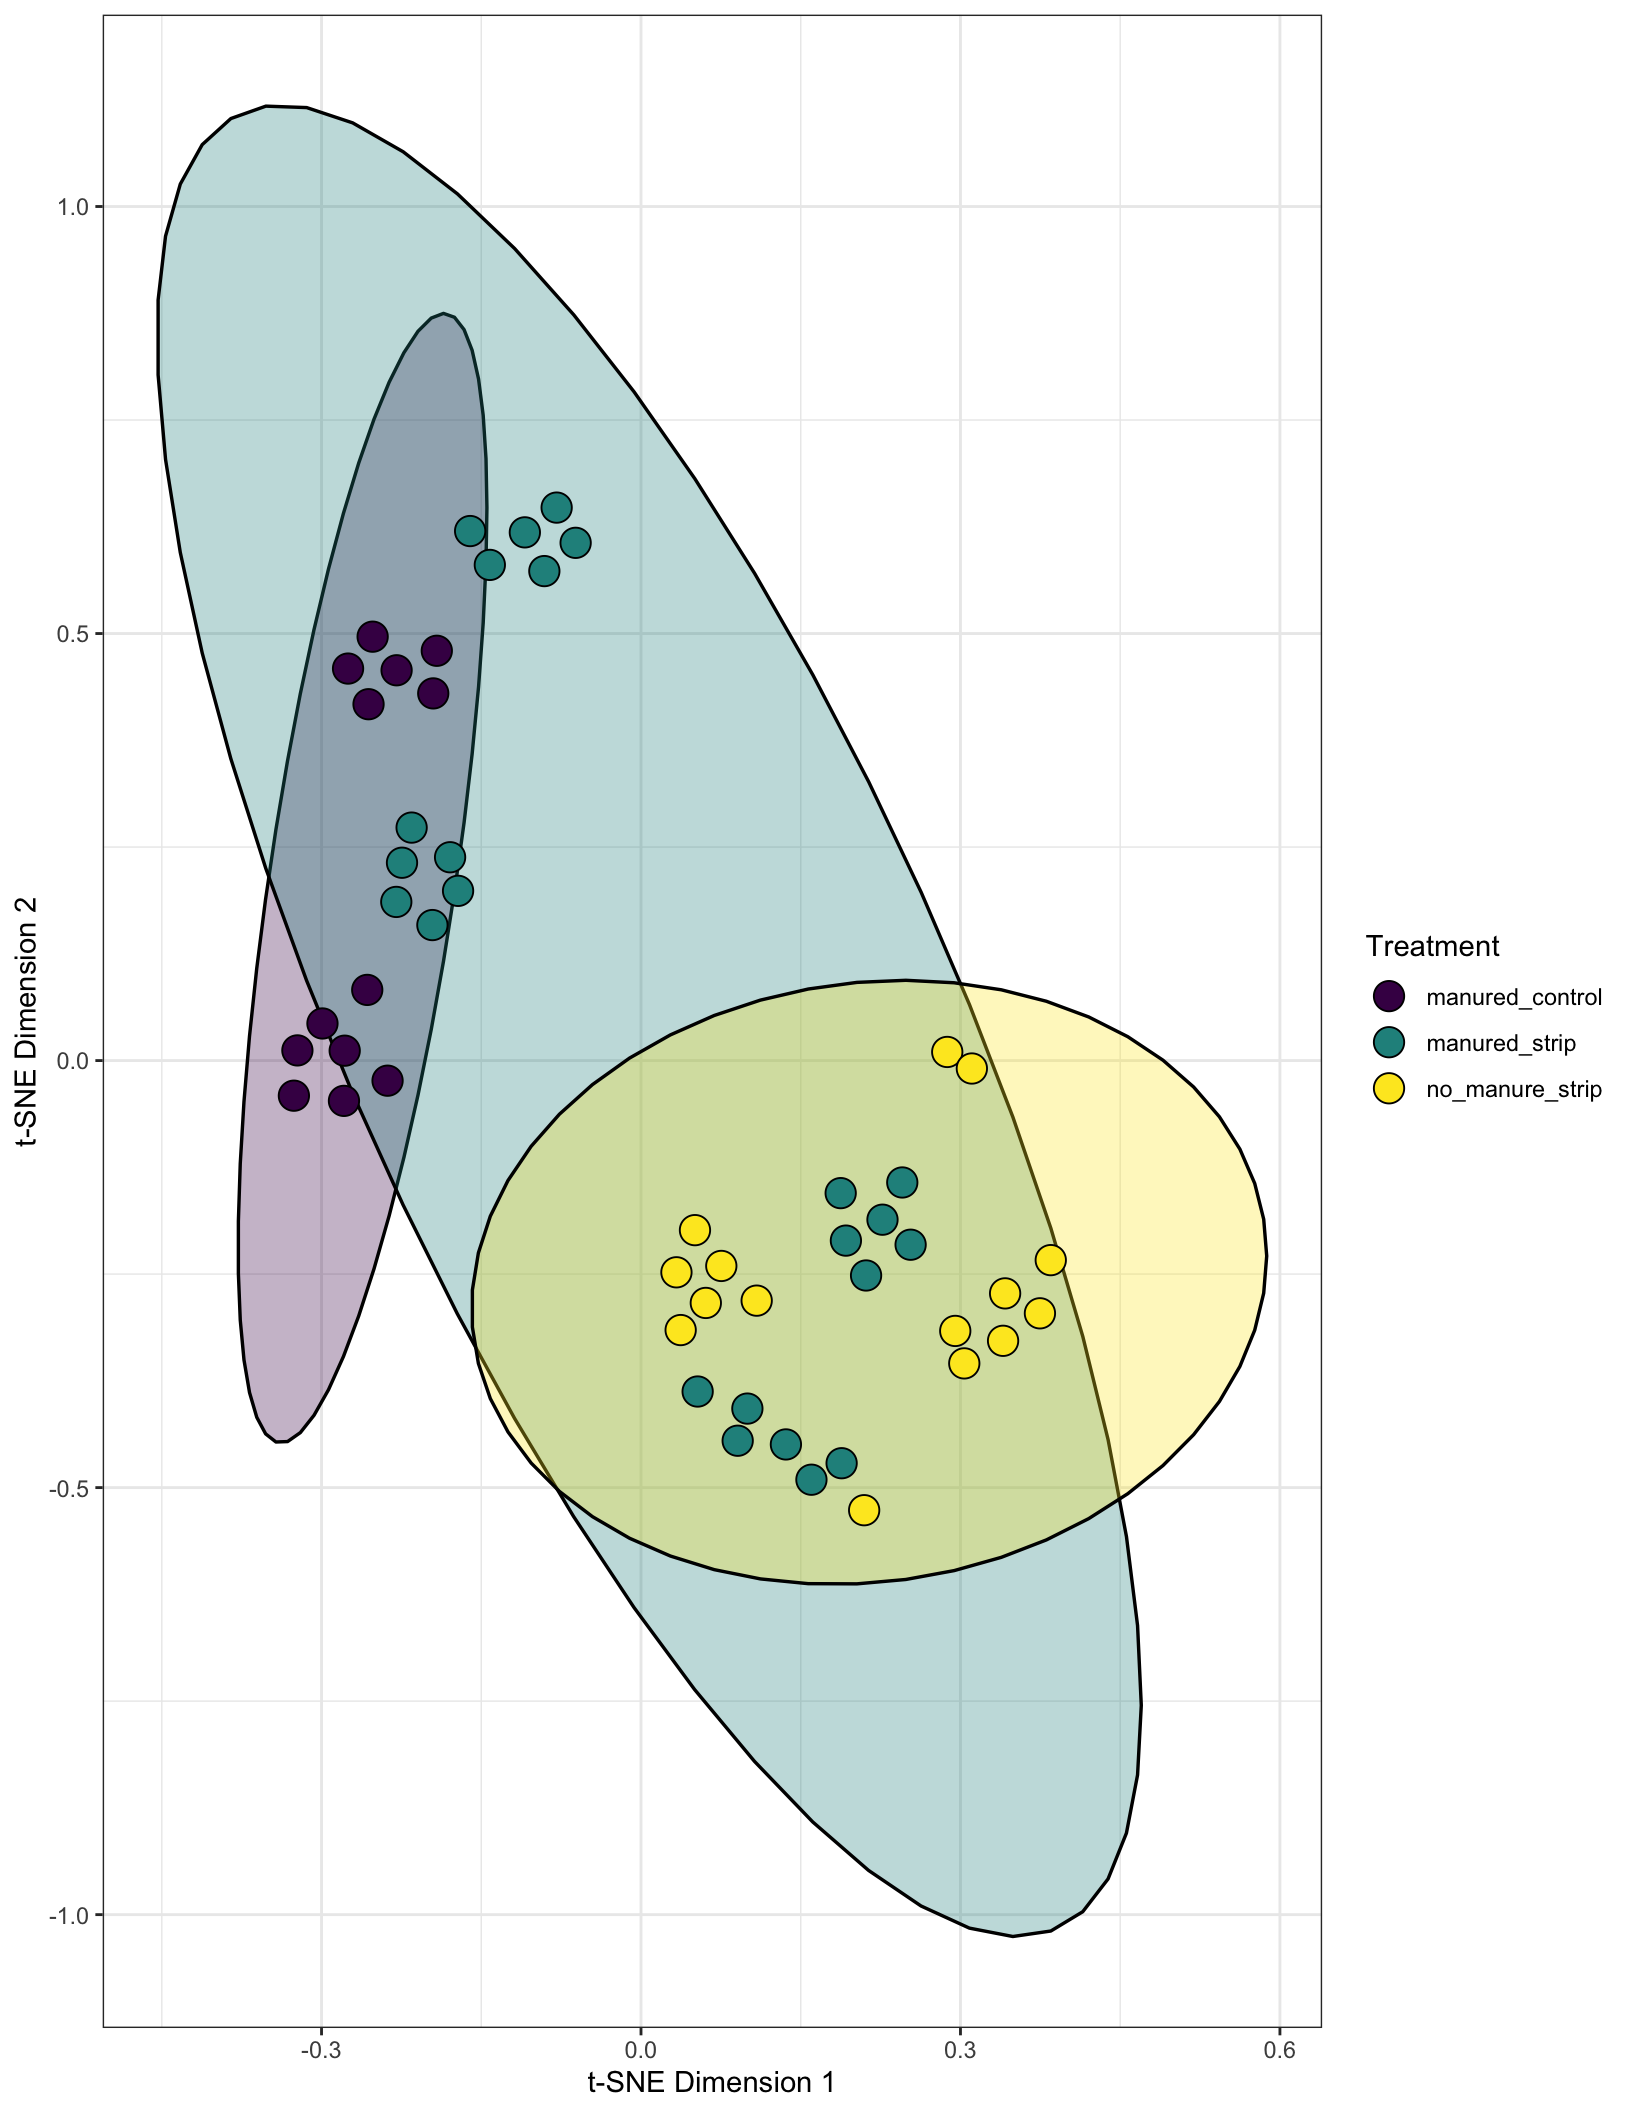 1.0
0.5
0.0
-0.5
-1.0
t-SNE Dimension 2
-0.3
0.0
0.3
0.6
t-SNE Dimension 1
Treatment
manured_control
manured_strip
no_manure_strip